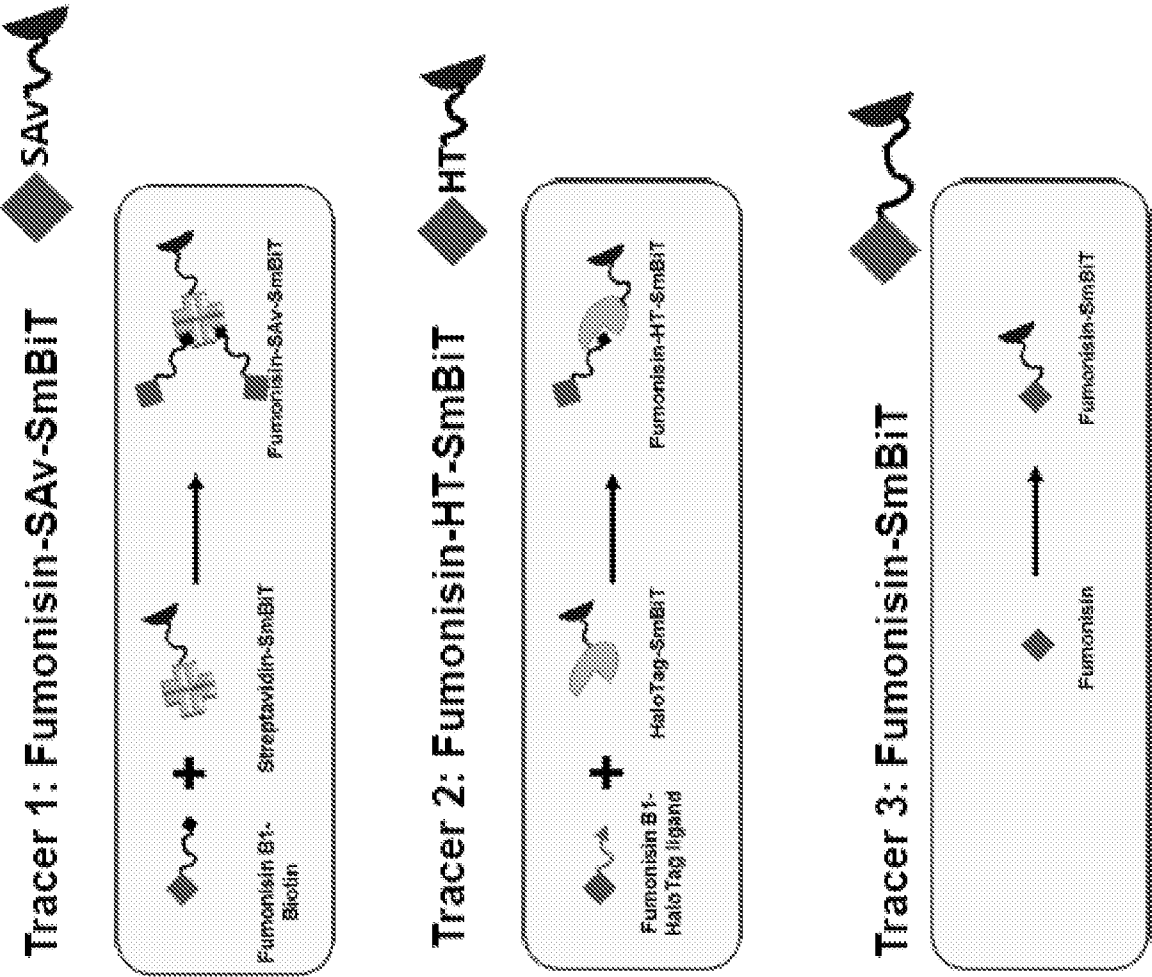 Tracer 1: Fumonisin-SAv-SmBiT
SAv
Fumonisin B1-
Biotin
Streptavidin-SmBiT
Fumonisin-SAv-SmBiT
Tracer 2: Fumonisin-HT-SmBiT
HT
Fumonisin B1-
HaloTag ligand
HaloTag-SmBiT
Fumonisin-HT-SmBiT
Tracer 3: Fumonisin-SmBiT
Fumonisin
Fumonisin-SmBiT